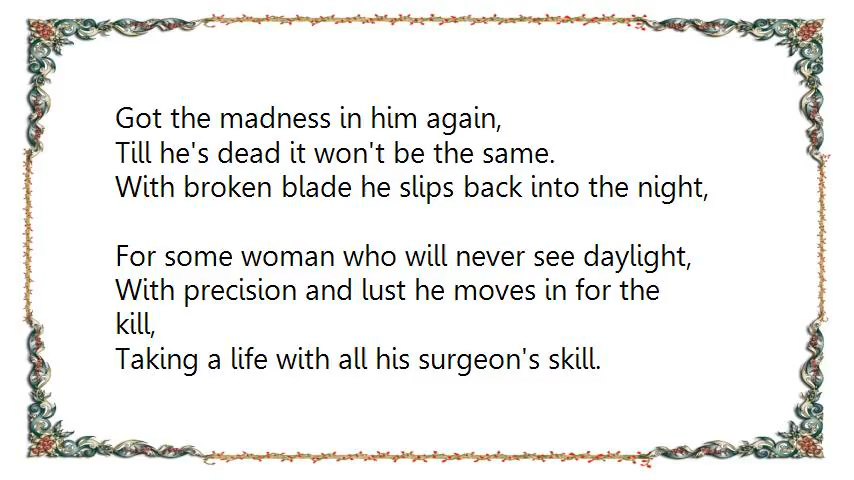 Got the madness in him again,
Till he's dead it won't be the same.
With broken blade he slips back into the night,
For some woman who will never see daylight,
With precision and lust he moves in for the
kill,
Taking a life with all his surgeon's skill.